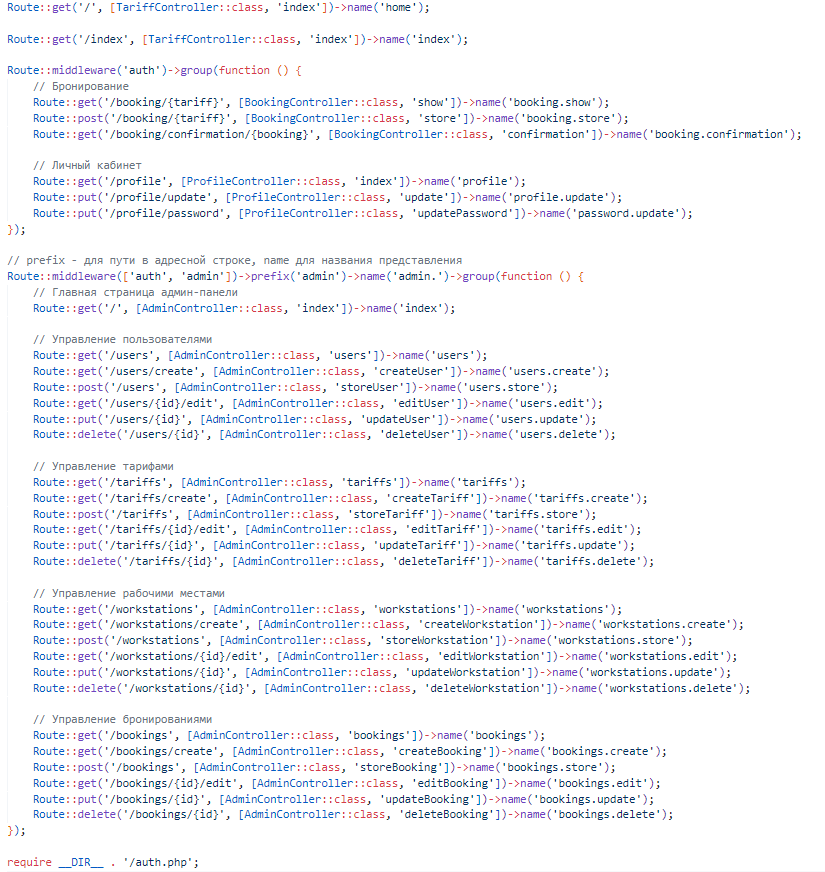 Route::get('/', [TariffController::class, 'index'])->name('home');

Route::get('/index', [TariffController::class, 'index'])->name('index');

Route::middleware('auth')->group(function () {
    // Бронирование
    Route::get('/booking/{tariff}', [BookingController::class, 'show'])->name('booking.show');
    Route::post('/booking/{tariff}', [BookingController::class, 'store'])->name('booking.store');
    Route::get('/booking/confirmation/{booking}', [BookingController::class, 'confirmation'])->name('booking.confirmation');

    // Личный кабинет
    Route::get('/profile', [ProfileController::class, 'index'])->name('profile');
    Route::put('/profile/update', [ProfileController::class, 'update'])->name('profile.update');
    Route::put('/profile/password', [ProfileController::class, 'updatePassword'])->name('password.update');
});

// prefix - для пути в адресной строке, name для названия представления
Route::middleware(['auth', 'admin'])->prefix('admin')->name('admin.')->group(function () {
    // Главная страница админ-панели
    Route::get('/', [AdminController::class, 'index'])->name('index');

    // Управление пользователями
    Route::get('/users', [AdminController::class, 'users'])->name('users');
    Route::get('/users/create', [AdminController::class, 'createUser'])->name('users.create');
    Route::post('/users', [AdminController::class, 'storeUser'])->name('users.store');
    Route::get('/users/{id}/edit', [AdminController::class, 'editUser'])->name('users.edit');
    Route::put('/users/{id}', [AdminController::class, 'updateUser'])->name('users.update');
    Route::delete('/users/{id}', [AdminController::class, 'deleteUser'])->name('users.delete');

    // Управление тарифами
    Route::get('/tariffs', [AdminController::class, 'tariffs'])->name('tariffs');
    Route::get('/tariffs/create', [AdminController::class, 'createTariff'])->name('tariffs.create');
    Route::post('/tariffs', [AdminController::class, 'storeTariff'])->name('tariffs.store');
    Route::get('/tariffs/{id}/edit', [AdminController::class, 'editTariff'])->name('tariffs.edit');
    Route::put('/tariffs/{id}', [AdminController::class, 'updateTariff'])->name('tariffs.update');
    Route::delete('/tariffs/{id}', [AdminController::class, 'deleteTariff'])->name('tariffs.delete');

    // Управление рабочими местами
    Route::get('/workstations', [AdminController::class, 'workstations'])->name('workstations');
    Route::get('/workstations/create', [AdminController::class, 'createWorkstation'])->name('workstations.create');
    Route::post('/workstations', [AdminController::class, 'storeWorkstation'])->name('workstations.store');
    Route::get('/workstations/{id}/edit', [AdminController::class, 'editWorkstation'])->name('workstations.edit');
    Route::put('/workstations/{id}', [AdminController::class, 'updateWorkstation'])->name('workstations.update');
    Route::delete('/workstations/{id}', [AdminController::class, 'deleteWorkstation'])->name('workstations.delete');

    // Управление бронированиями
    Route::get('/bookings', [AdminController::class, 'bookings'])->name('bookings');
    Route::get('/bookings/create', [AdminController::class, 'createBooking'])->name('bookings.create');
    Route::post('/bookings', [AdminController::class, 'storeBooking'])->name('bookings.store');
    Route::get('/bookings/{id}/edit', [AdminController::class, 'editBooking'])->name('bookings.edit');
    Route::put('/bookings/{id}', [AdminController::class, 'updateBooking'])->name('bookings.update');
    Route::delete('/bookings/{id}', [AdminController::class, 'deleteBooking'])->name('bookings.delete');
});

require __DIR__ . '/auth.php';